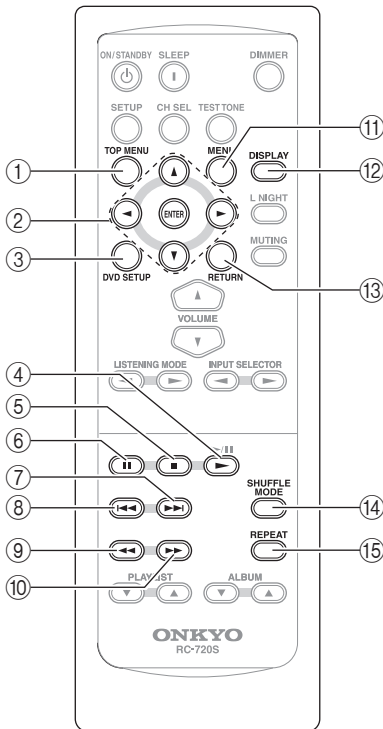 ON/STANDBY SLEEP DIMMER
SETUP CH SEL TEST TONE
TOP MENU MENU ⑪
① DISPLAY ⑫
② ENTER L NIGHT
③ MUTING
DVD SETUP RETURN ⑬
VOLUME
LISTENING MODE INPUT SELECTOR
④
⑤
⑥
⑦ SHUFFLE
MODE
⑧ ⑭
REPEAT
⑨ ⑮
⑩
PLAYLIST ALBUM
ONKYO
RC-720S